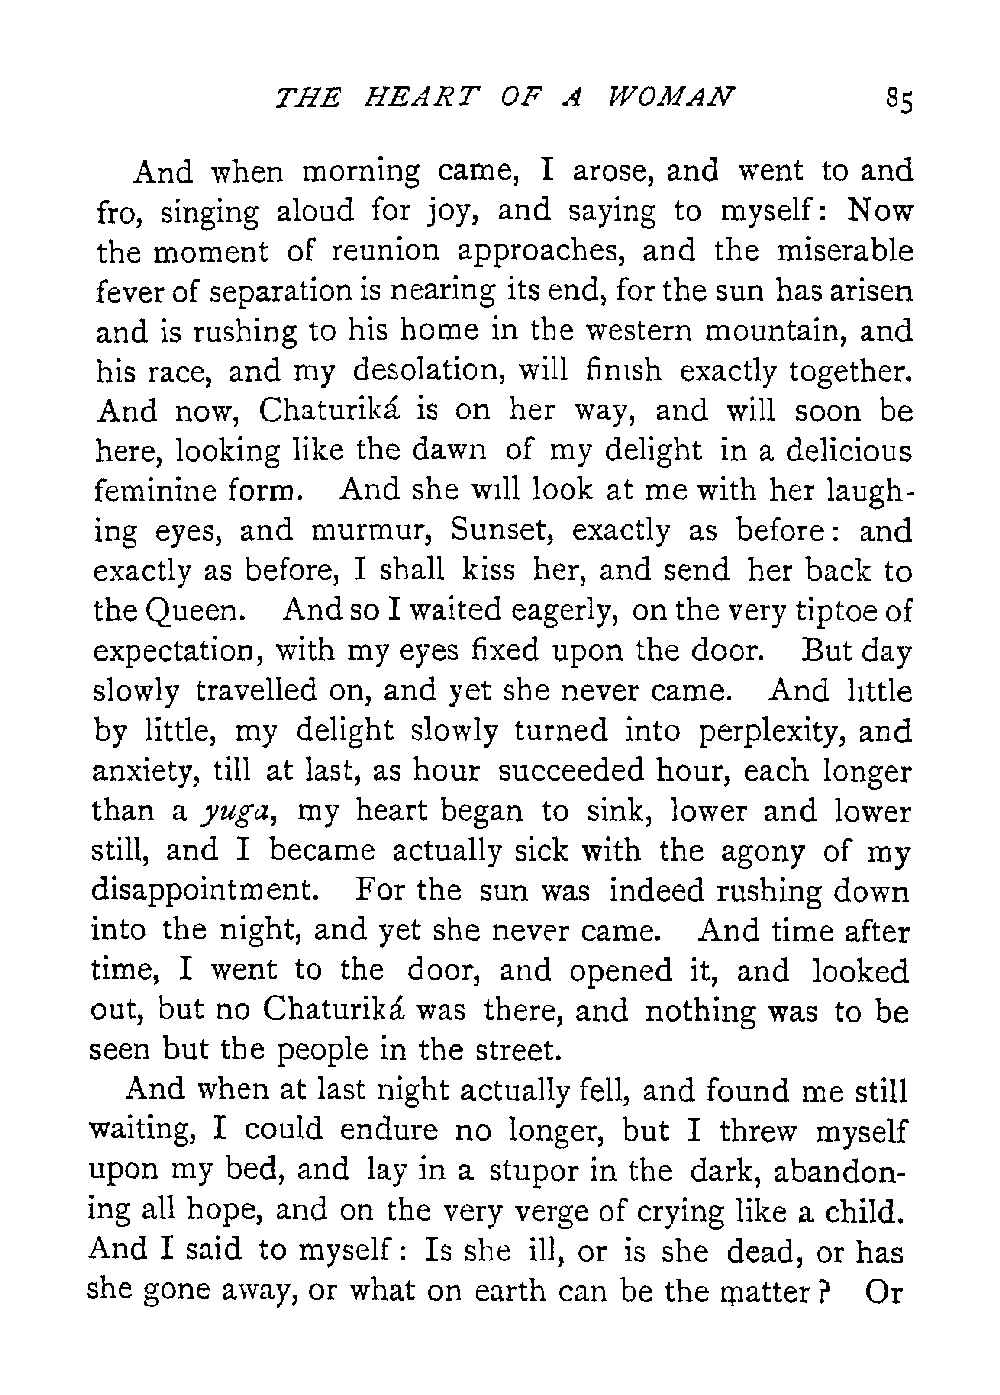 THE HEART OF A WOMAN 85
And when morning came, I arose, and went to and
fro, singing aloud for joy, and saying to myself: Now
the moment of reunion approaches, and the miserable
fever of separation is nearing its end, for the sun has arisen
and is rushing to his home in the western mountain, and
his race, and my desolation, will finish exactly together.
And now, Chaturiká is on her way, and will soon be
here, looking like the dawn of my delight in a delicious
feminine form. And she will look at me with her laugh-
ing eyes, and murmur, Sunset, exactly as before: and
exactly as before, I shall kiss her, and send her back to
the Queen. And so I waited eagerly, on the very tiptoe of
expectation, with my eyes fixed upon the door. But day
slowly travelled on, and yet she never came. And little
by little, my delight slowly turned into perplexity, and
anxiety, till at last, as hour succeeded hour, each longer
than a yuga, my heart began to sink, lower and lower
still, and I became actually sick with the agony of my
disappointment. For the sun was indeed rushing down
into the night, and yet she never came. And time after
time, I went to the door, and opened it, and looked
out, but no Chaturiká was there, and nothing was to be
seen but the people in the street.
And when at last night actually fell, and found me still
waiting, I could endure no longer, but I threw myself
upon my bed, and lay in a stupor in the dark, abandon-
ing all hope, and on the very verge of crying like a child.
And I said to myself: Is she ill, or is she dead, or has
she gone away, or what on earth can be the matter? Or